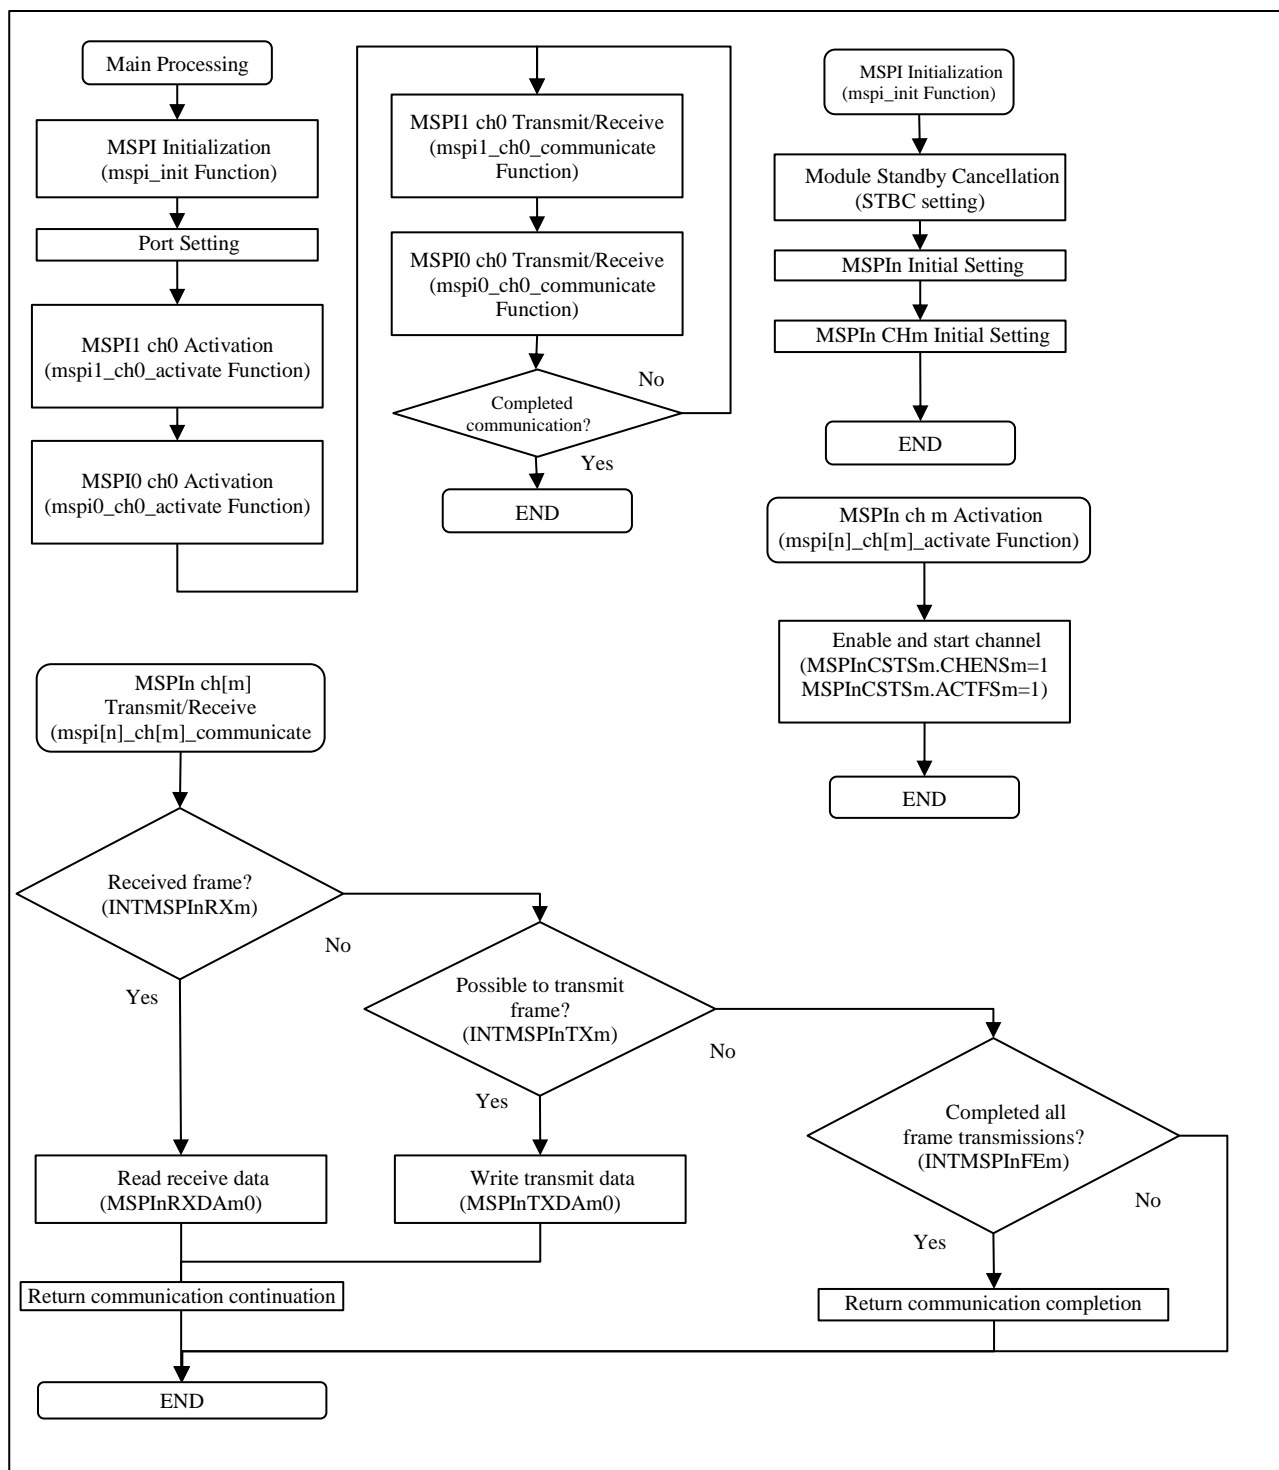 Main Processing
MSPI Initialization
(mspi_init Function)
Port Setting
MSPI1 ch0 Activation
(mspi1_ch0_activate Function)
MSPI0 ch0 Activation
(mspi0_ch0_activate Function)
MSPI1 ch0 Transmit/Receive
(mspi1_ch0_communicate
Function)
MSPI0 ch0 Transmit/Receive
(mspi0_ch0_communicate
Function)
Completed
communication?
No
Yes
END
MSPI Initialization
(mspi_init Function)
Module Standby Cancellation
(STBC setting)
MSPIn Initial Setting
MSPIn CHm Initial Setting
END
MSPIn ch m Activation
(mspi[n]_ch[m]_activate Function)
Enable and start channel
(MSPInCSTSm.CHENSm=1
MSPInCSTSm.ACTFSm=1)
END
MSPIn ch[m]
Transmit/Receive
(mspi[n]_ch[m]_communicate
Received frame?
(INTMSPInRXm)
No
Yes
Possible to transmit
frame?
(INTMSPInTXm)
No
Yes
Completed all
frame transmissions?
(INTMSPInFEm)
No
Yes
Read receive data
(MSPInRXDAm0)
Write transmit data
(MSPInTXDAm0)
Return communication continuation
Return communication completion
END